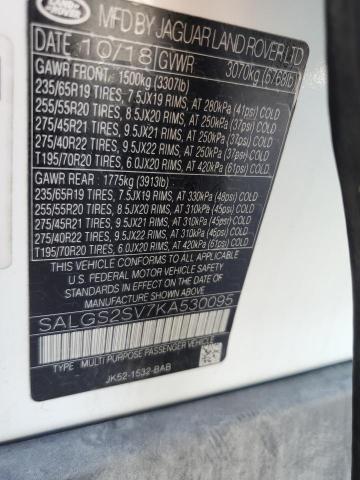 LAND ROVER
MFD BY JAGUAR LAND ROVER LTD
DATE 10/18 GVWR 3070kg (6768lb)
GAWR FRONT: 1500kg (3307lb)
235/65R19 TIRES, 7.5JX19 RIMS, AT 280kPa (41psi) COLD
255/55R20 TIRES, 8.5JX20 RIMS, AT 250kPa (37psi) COLD
275/45R21 TIRES, 9.5JX21 RIMS, AT 250kPa (37psi) COLD
275/40R22 TIRES, 9.5JX22 RIMS, AT 250kPa (37psi) COLD
T195/70R20 TIRES, 6.0JX20 RIMS, AT 420kPa (61psi) COLD
GAWR REAR: 1775kg (3913lb)
235/65R19 TIRES, 7.5JX19 RIMS, AT 330kPa (48psi) COLD
255/55R20 TIRES, 8.5JX20 RIMS, AT 310kPa (45psi) COLD
275/45R21 TIRES, 9.5JX21 RIMS, AT 310kPa (45psi) COLD
275/40R22 TIRES, 9.5JX22 RIMS, AT 310kPa (45psi) COLD
T195/70R20 TIRES, 6.0JX20 RIMS, AT 420kPa (61psi) COLD
THIS VEHICLE CONFORMS TO ALL APPLICABLE
U.S. FEDERAL MOTOR VEHICLE SAFETY STANDARDS
IN EFFECT ON THE DATE OF MANUFACTURE SHOWN ABOVE
SALGS2SV7KA530095
TYPE: MULTI PURPOSE PASSENGER VEHICLE
JK52-1532-BAB